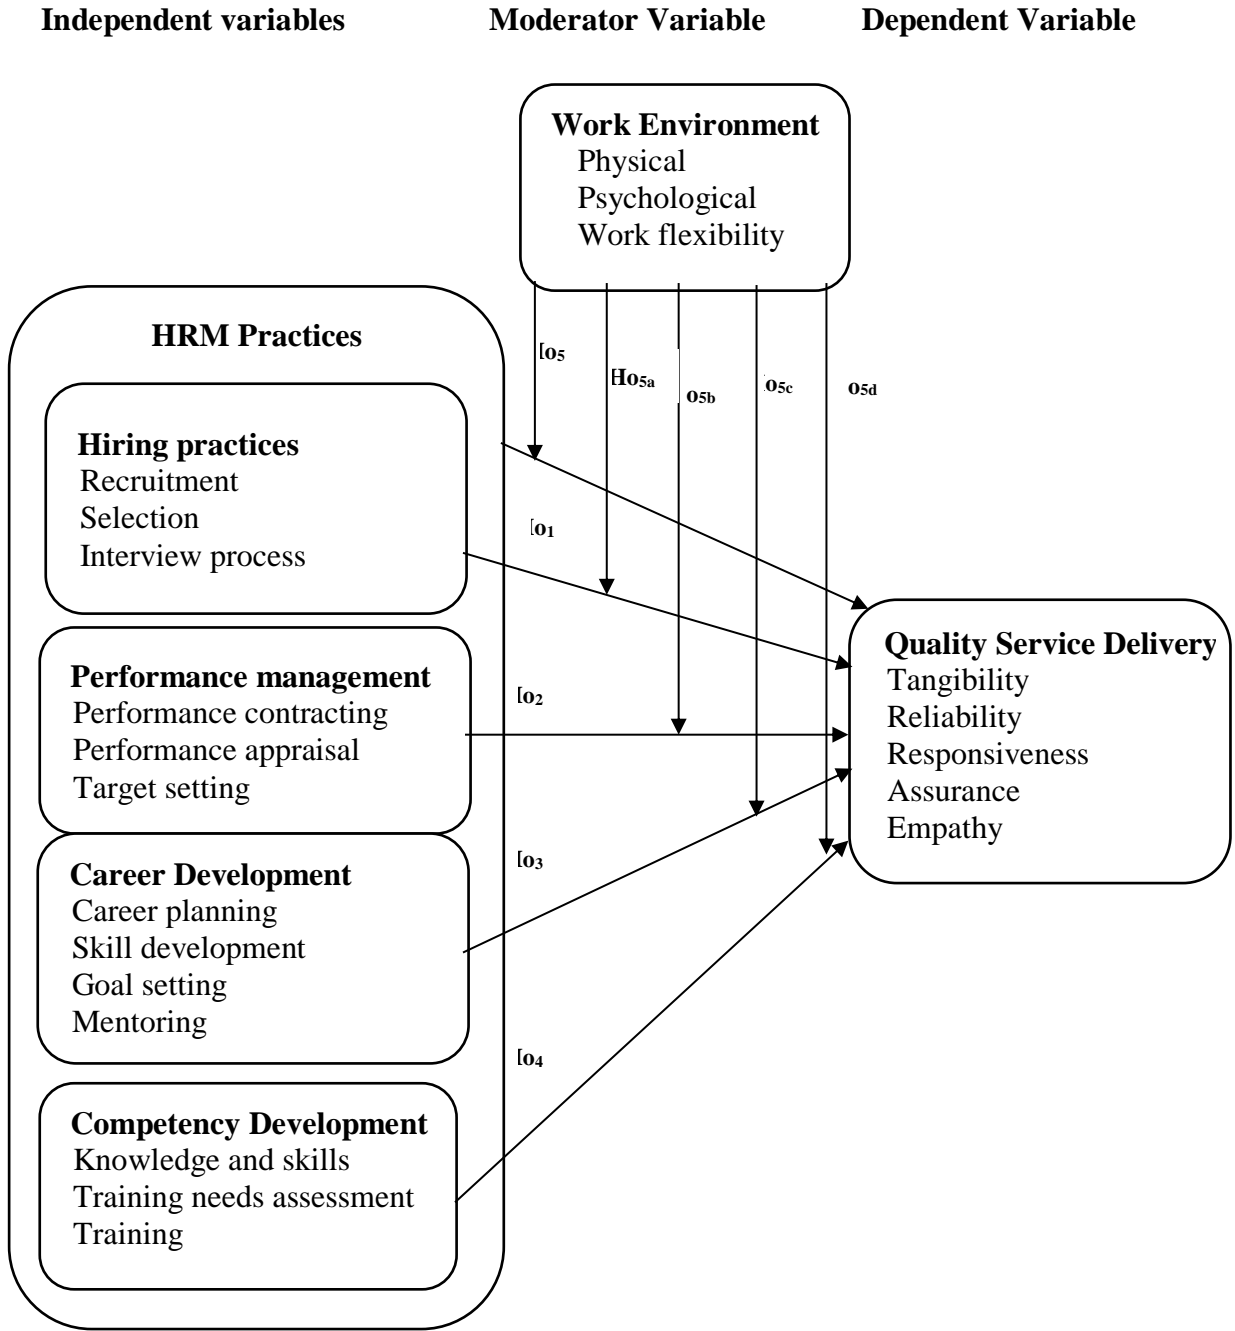 Independent variables
Moderator Variable
Dependent Variable
Work Environment
Physical
Psychological
Work flexibility
HRM Practices
Hiring practices
Recruitment
Selection
Interview process
Performance management
Performance contracting
Performance appraisal
Target setting
Career Development
Career planning
Skill development
Goal setting
Mentoring
Competency Development
Knowledge and skills
Training needs assessment
Training
o5
Ho5a
o5b
o5c
o5d
o1
o2
o3
o4
Quality Service Delivery
Tangibility
Reliability
Responsiveness
Assurance
Empathy